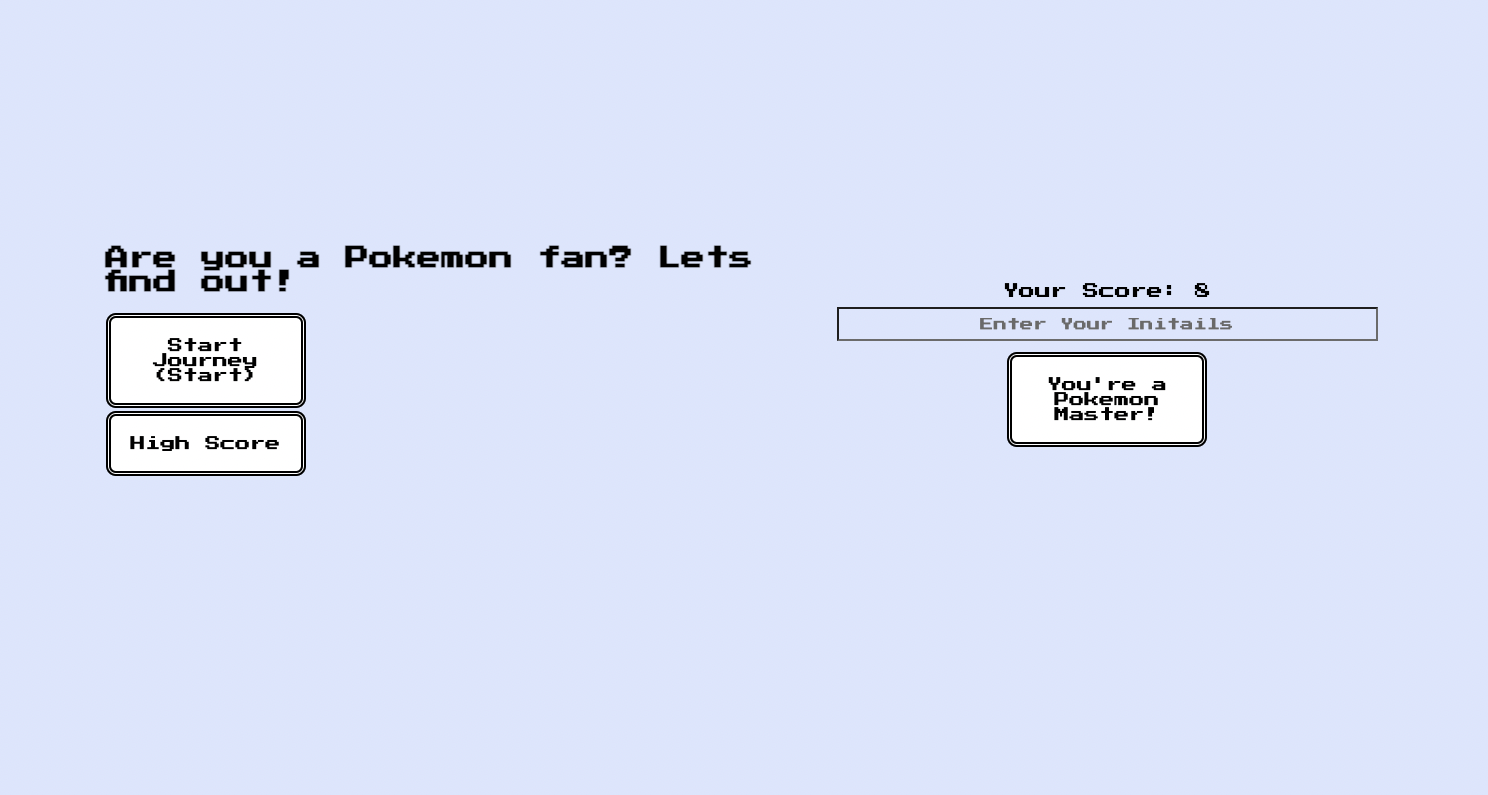 Are you a Pokemon fan? Lets
find out!
Start
Journey
(Start)
High Score
Your Score: 8
Enter Your Initails
You're a
Pokemon
Master!